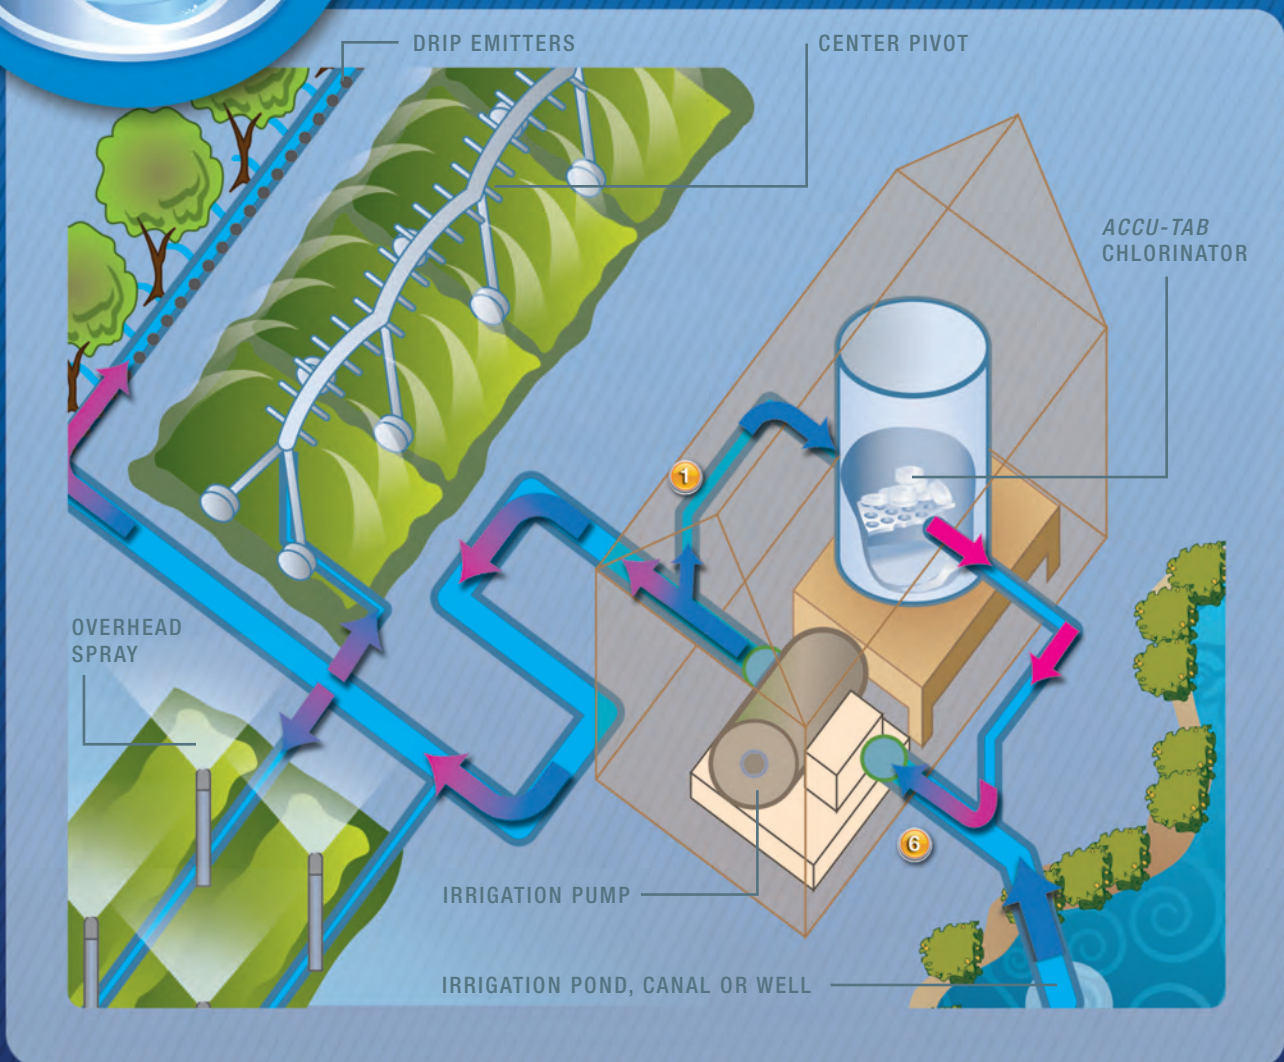 DRIP EMITTERS
CENTER PIVOT
ACCU-TAB
CHLORINATOR
1
OVERHEAD
SPRAY
6
IRRIGATION PUMP
IRRIGATION POND, CANAL OR WELL